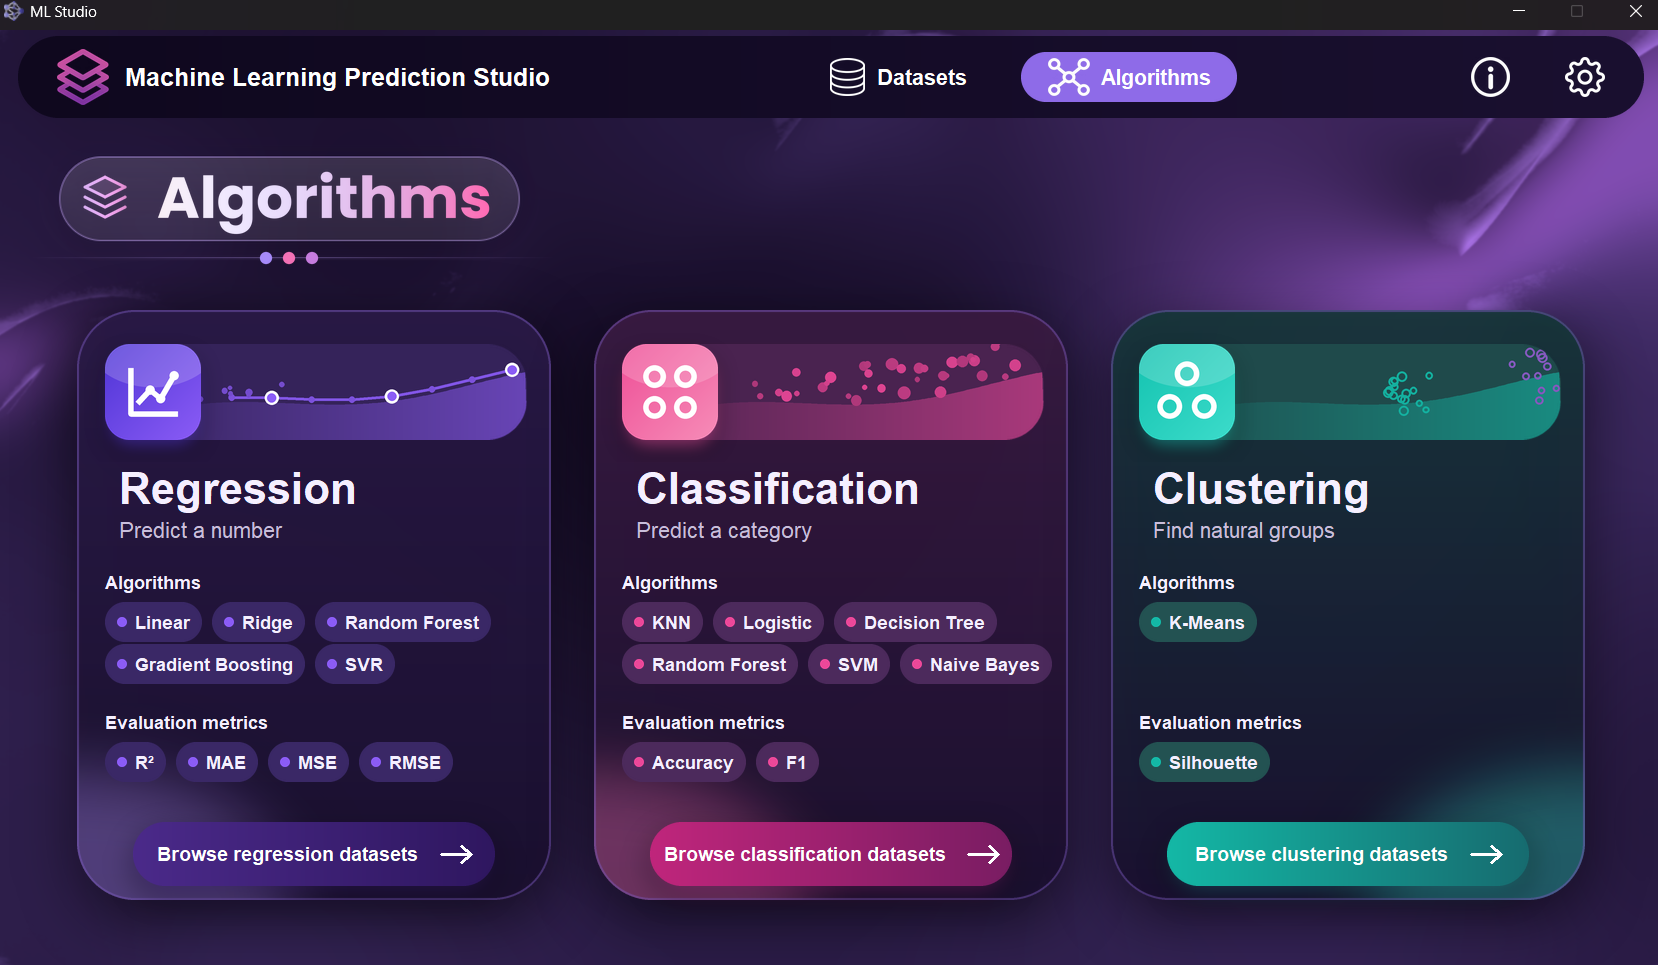 ML Studio
Machine Learning Prediction Studio
Datasets
Algorithms
Algorithms
Regression
Predict a number
Algorithms
Linear
Ridge
Random Forest
Gradient Boosting
SVR
Evaluation metrics
R²
MAE
MSE
RMSE
Browse regression datasets
Classification
Predict a category
Algorithms
KNN
Logistic
Decision Tree
Random Forest
SVM
Naive Bayes
Evaluation metrics
Accuracy
F1
Browse classification datasets
Clustering
Find natural groups
Algorithms
K-Means
Evaluation metrics
Silhouette
Browse clustering datasets